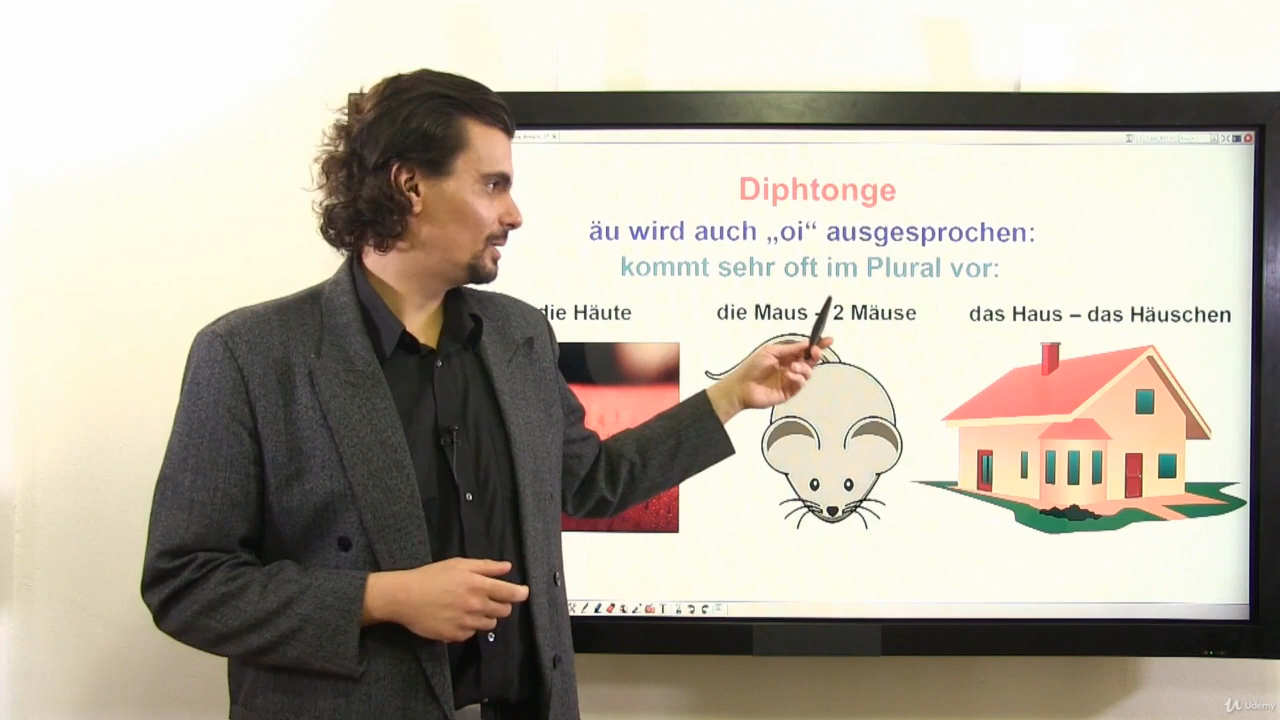 Diphtonge
äu wird auch „oi“ ausgesprochen:
kommt sehr oft im Plural vor:
die Häute
die Maus - 2 Mäuse
das Haus – das Häuschen
Udemy